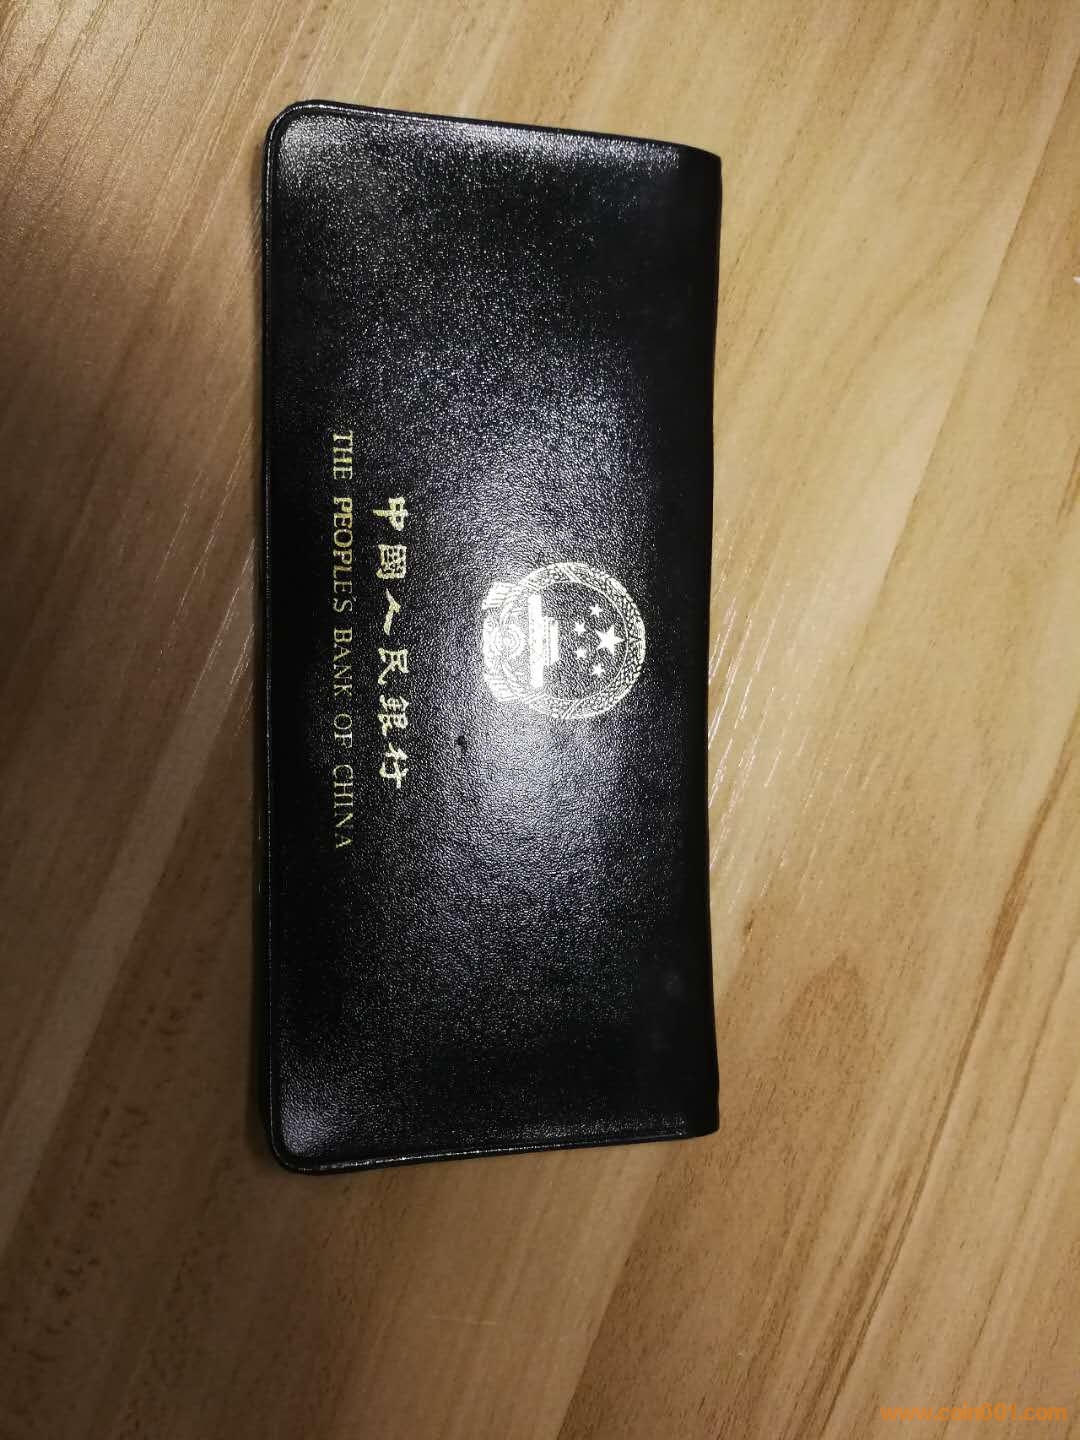 中國人民銀行
THE PEOPLE'S BANK OF CHINA
www.coin001.com